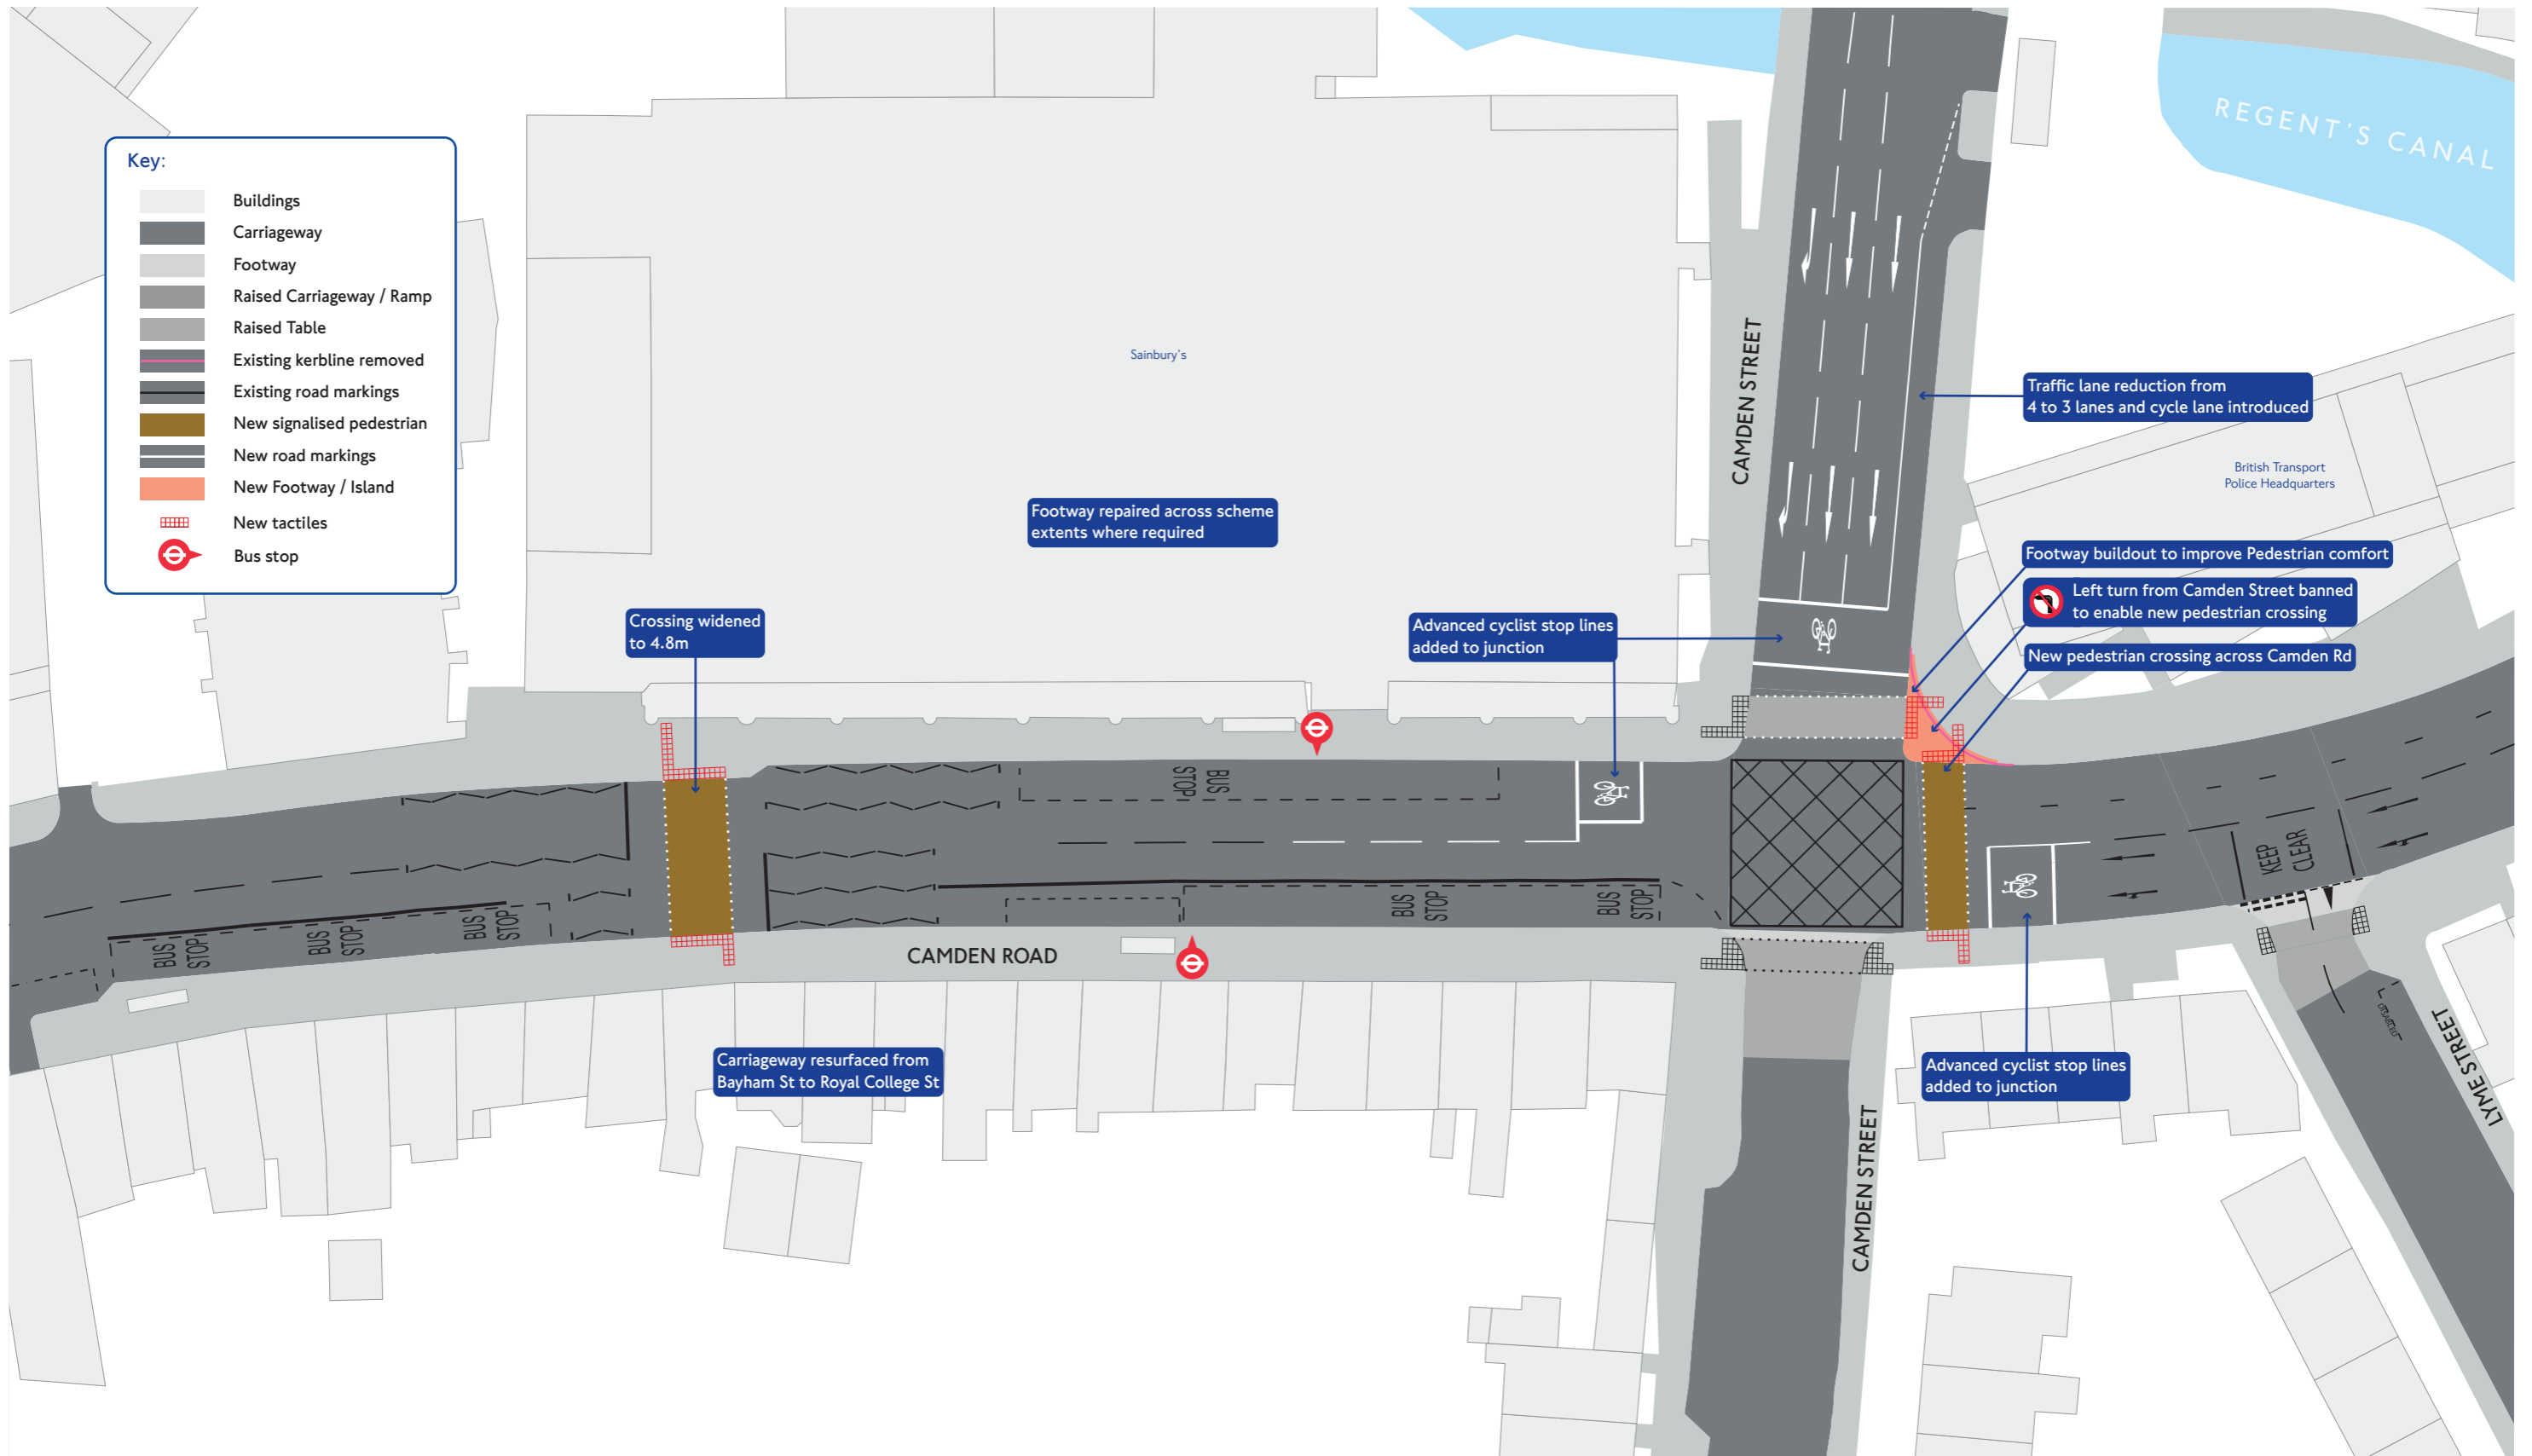 REGENT'S CANAL
Key:
Buildings
Carriageway
Footway
Raised Carriageway / Ramp
Raised Table
Existing kerbline removed
Existing road markings
New signalised pedestrian
New road markings
New Footway / Island
New tactiles
Bus stop
Sainbury's
CAMDEN STREET
Traffic lane reduction from
4 to 3 lanes and cycle lane introduced
British Transport
Police Headquarters
Footway repaired across scheme
extents where required
Footway buildout to improve Pedestrian comfort
Left turn from Camden Street banned
to enable new pedestrian crossing
New pedestrian crossing across Camden Rd
Crossing widened
to 4.8m
Advanced cyclist stop lines
added to junction
BUS
STOP
KEEP
CLEAR
BUS
STOP
BUS
STOP
BUS
STOP
BUS
STOP
BUS
STOP
CAMDEN ROAD
Carriageway resurfaced from
Bayham St to Royal College St
Advanced cyclist stop lines
added to junction
DISABLED
LYME STREET
CAMDEN STREET